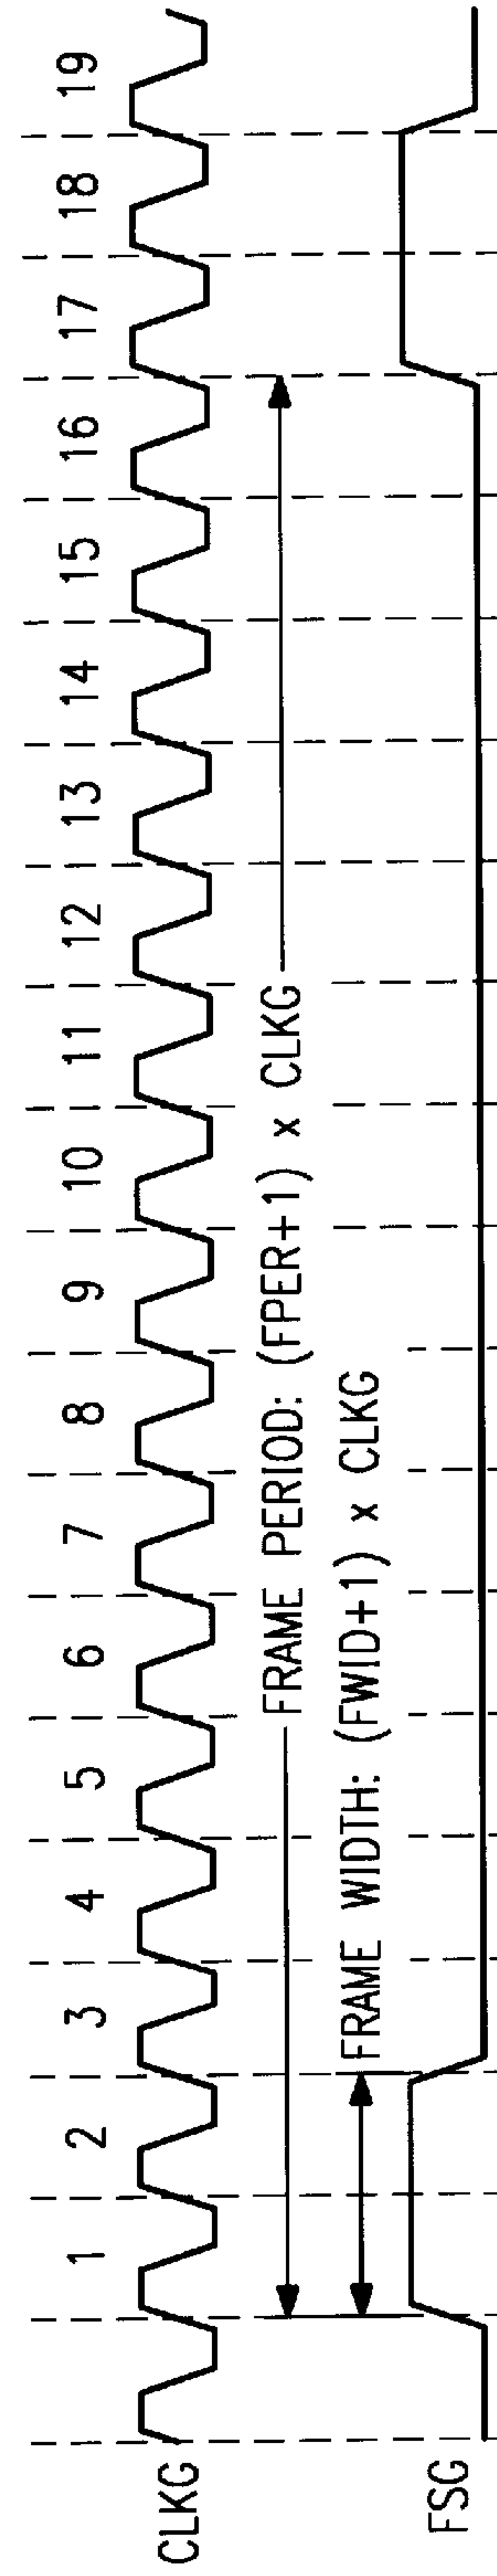 1 2 3 4 5 6 7 8 9 10 11 12 13 14 15 16 17 18 19
CLKG
FRAME PERIOD: (FPER+1) x CLKG
FRAME WIDTH: (FWID+1) x CLKG
FSG